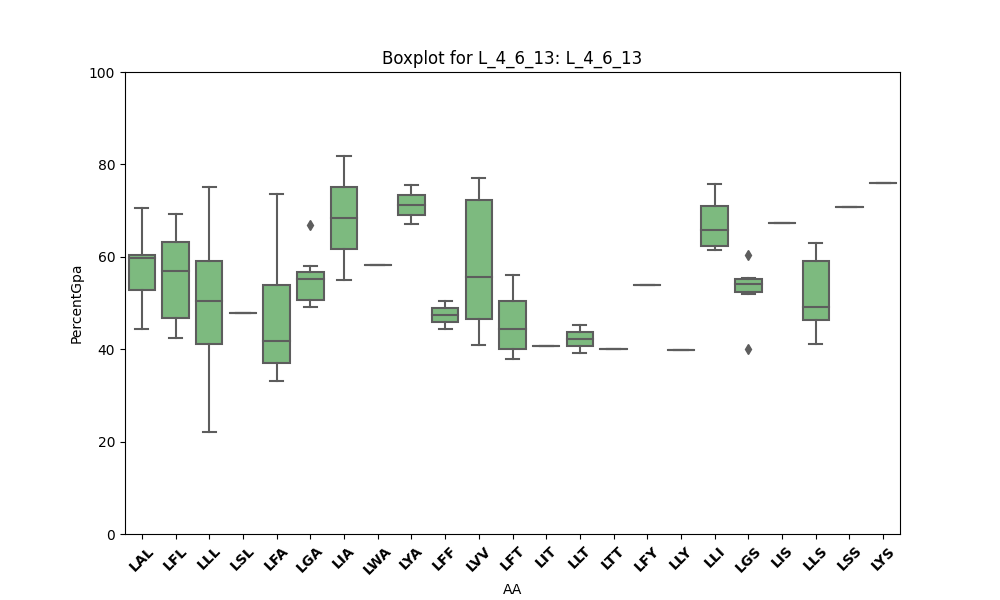 Boxplot for L_4_6_13: L_4_6_13
PercentGpa
100
80
60
40
20
0
LAL LFL LLL LSL LFA LGA LIA LWA LYA LFF LVV LFT LIT LLT LTT LFY LLY LLI LGS LIS LLS LSS LYS
AA